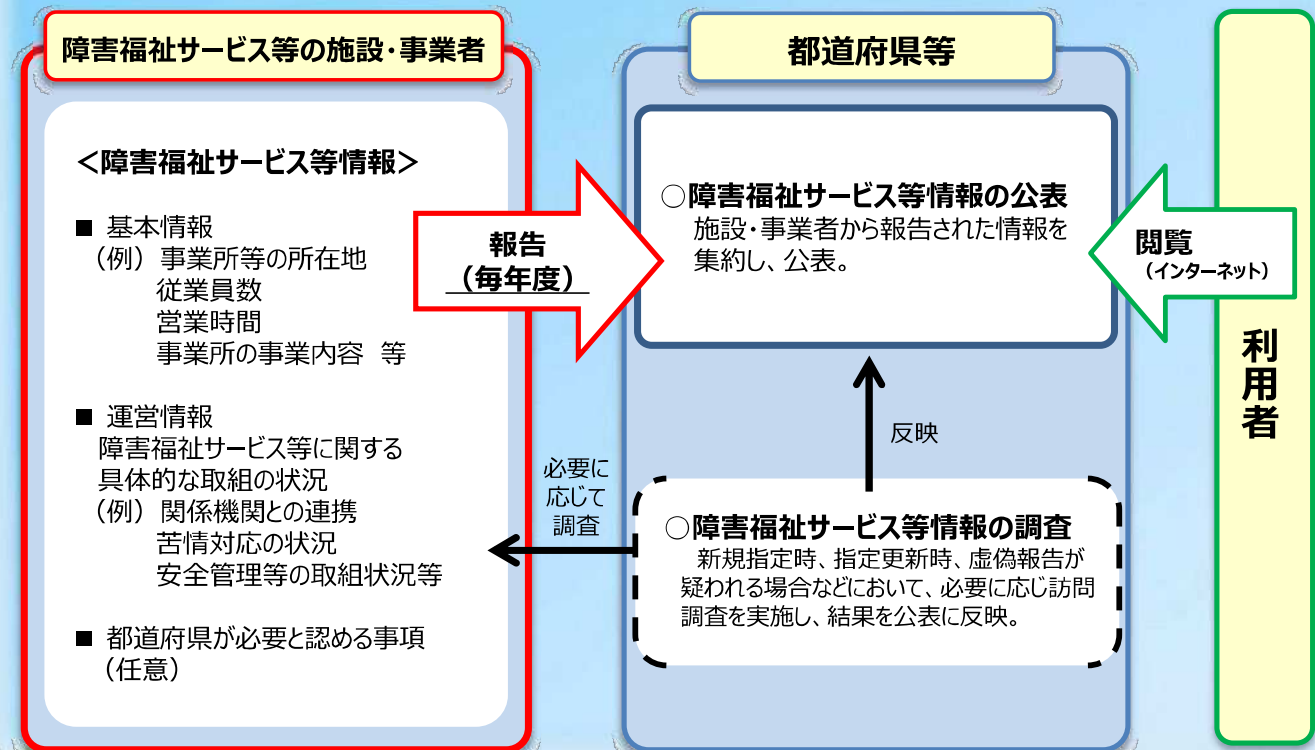 障害福祉サービス等の施設・事業者
＜障害福祉サービス等情報＞
■ 基本情報
（例）事業所等の所在地
従業員数
営業時間
事業所の事業内容 等
■ 運営情報
障害福祉サービス等に関する
具体的な取組の状況
（例）関係機関との連携
苦情対応の状況
安全管理等の取組状況等
■ 都道府県が必要と認める事項
（任意）
報告
（毎年度）
必要に
応じて
調査
都道府県等
○障害福祉サービス等情報の公表
施設・事業者から報告された情報を
集約し、公表。
反映
○障害福祉サービス等情報の調査
新規指定時、指定更新時、虚偽報告が
疑われる場合などにおいて、必要に応じ訪問
調査を実施し、結果を公表に反映。
閲覧
（インターネット）
利用者